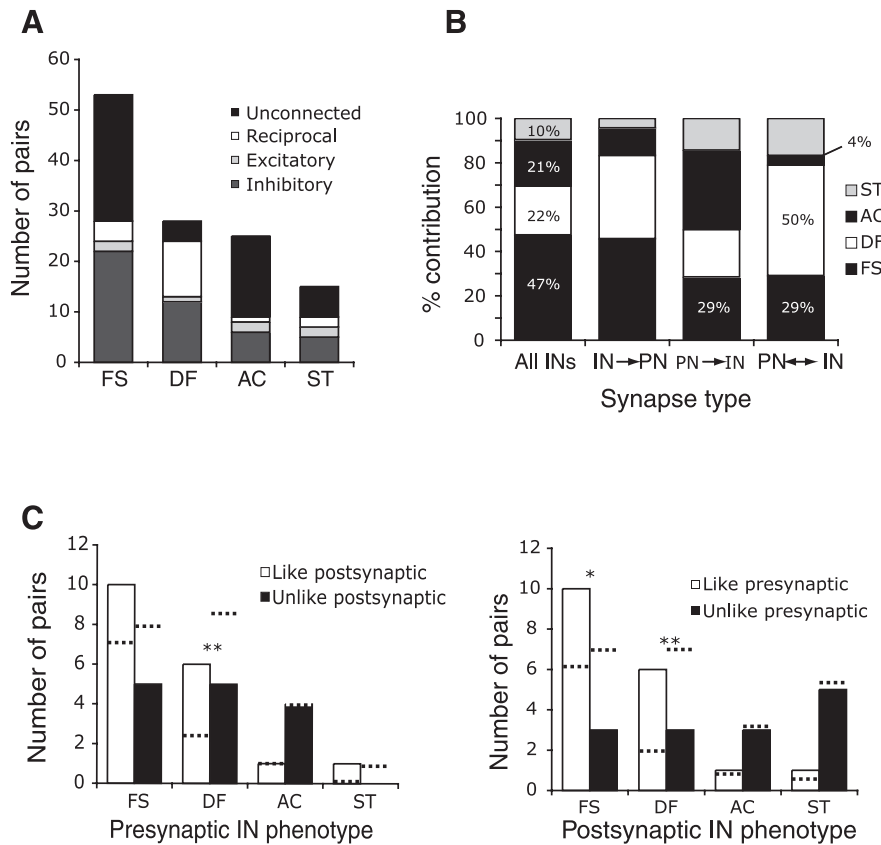 A
Number of pairs
60
50
40
30
20
10
0
Unconnected
Reciprocal
Excitatory
Inhibitory
FS DF AC ST
B
% contribution
100
80
60
40
20
0
10%
21%
22%
47%
29%
4%
50%
29%
ST
AC
DF
FS
All INs IN→PN PN→IN PN↔IN
Synapse type
C
Number of pairs
12
10
8
6
4
2
0
Like postsynaptic
Unlike postsynaptic
**
FS DF AC ST
Presynaptic IN phenotype
Number of pairs
12
10
8
6
4
2
0
Like presynaptic
Unlike presynaptic
*
**
FS DF AC ST
Postsynaptic IN phenotype